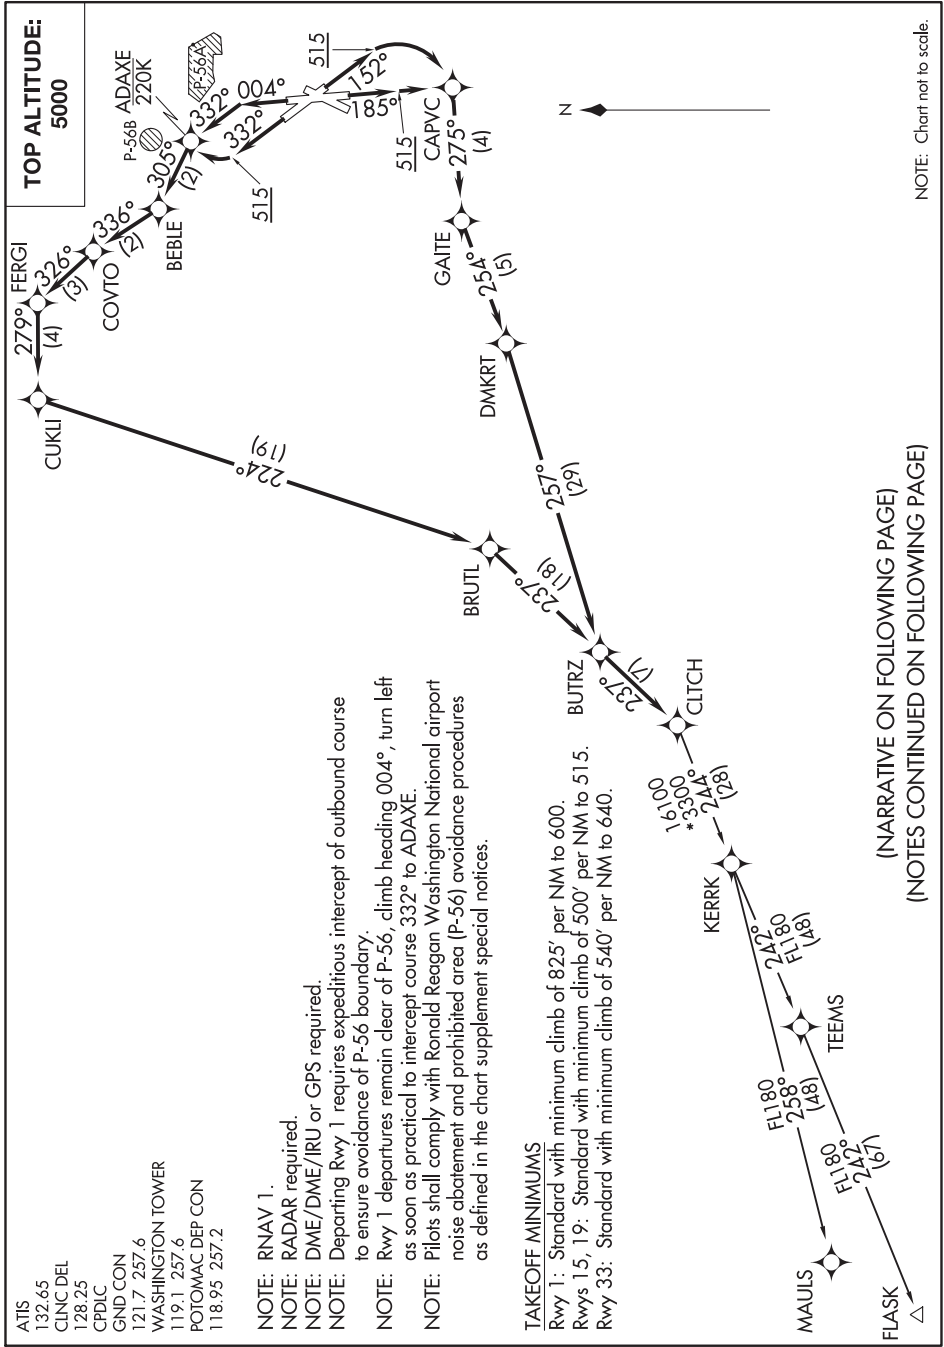 TOP ALTITUDE:
5000
ATIS
132.65
CLNC DEL
128.25
CPDLC
GND CON
121.7 257.6
WASHINGTON TOWER
119.1 257.6
POTOMAC DEP CON
118.95 257.2
NOTE: RNAV 1.
NOTE: RADAR required.
NOTE: DME/DME/IRU or GPS required.
NOTE: Departing Rwy 1 requires expeditious intercept of outbound course
to ensure avoidance of P-56 boundary.
NOTE: Rwy 1 departures remain clear of P-56, climb heading 004°, turn left
as soon as practical to intercept course 332° to ADAXE.
NOTE: Pilots shall comply with Ronald Reagan Washington National airport
noise abatement and prohibited area (P-56) avoidance procedures
as defined in the chart supplement special notices.
TAKEOFF MINIMUMS
Rwy 1: Standard with minimum climb of 825' per NM to 600.
Rwys 15, 19: Standard with minimum climb of 500' per NM to 515.
Rwy 33: Standard with minimum climb of 540' per NM to 640.
FERGI
279°
(4)
CUKLI
326°
(3)
COVTO
336°
(2)
BEBLE
305°
(2)
P-56B
ADAXE
220K
P-56A
332°
004°
332°
515
515
152°
185°
515
CAPVC
275°
(4)
GAITE
254°
(5)
DMKRT
257°
(29)
224°
(19)
BRUTL
237°
(18)
BUTRZ
237°
(7)
CLTCH
16100
*3300
244°
(28)
KERRK
242°
FL180
(48)
TEEMS
FL180
258°
(48)
FL180
242°
(67)
MAULS
FLASK
N
NOTE: Chart not to scale.
(NARRATIVE ON FOLLOWING PAGE)
(NOTES CONTINUED ON FOLLOWING PAGE)